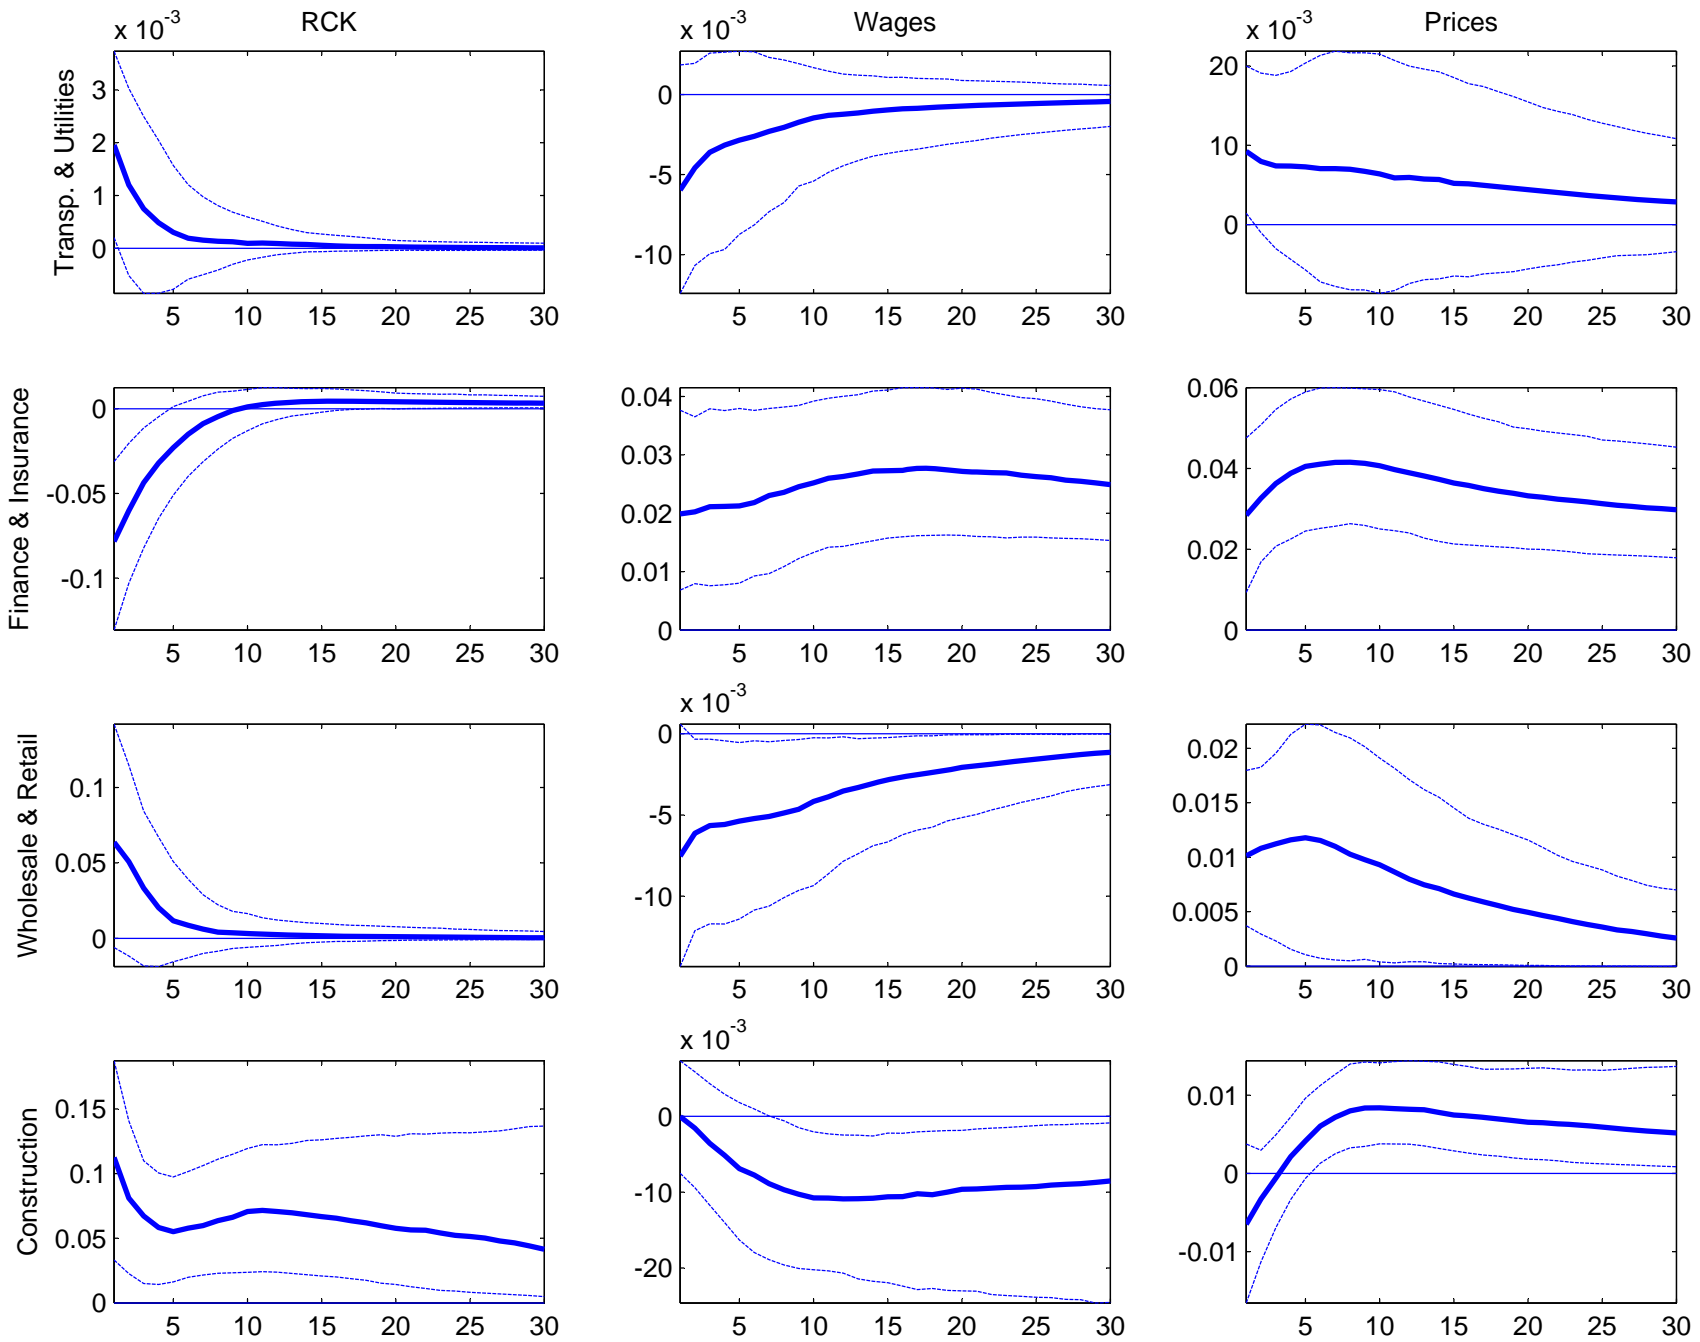 RCK
Wages
Prices
x 10^-3
x 10^-3
x 10^-3
Transp. & Utilities
3
2
1
0
5 10 15 20 25 30
0
-5
-10
5 10 15 20 25 30
20
10
0
5 10 15 20 25 30
Finance & Insurance
0
-0.05
-0.1
5 10 15 20 25 30
0.04
0.03
0.02
0.01
0
5 10 15 20 25 30
0.06
0.04
0.02
0
5 10 15 20 25 30
Wholesale & Retail
0.1
0.05
0
5 10 15 20 25 30
x 10^-3
0
-5
-10
5 10 15 20 25 30
0.02
0.015
0.01
0.005
0
5 10 15 20 25 30
Construction
0.15
0.1
0.05
0
5 10 15 20 25 30
x 10^-3
0
-10
-20
5 10 15 20 25 30
0.01
0
-0.01
5 10 15 20 25 30